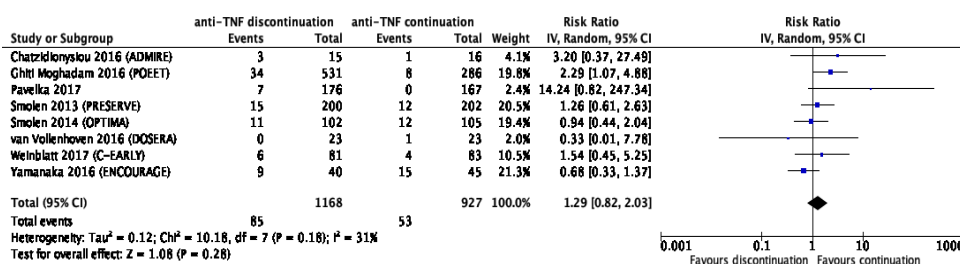 anti-TNF discontinuation anti-TNF continuation Risk Ratio Risk Ratio
Study or Subgroup Events Total Events Total Weight IV, Random, 95% CI IV, Random, 95% CI
Chatzidionyslou 2016 (ADMIRE) 3 15 1 16 4.1% 3.20 [0.37, 27.49]
Ghiti Moghadam 2016 (POEET) 34 531 8 286 19.8% 2.29 [1.07, 4.88]
Pavelka 2017 7 176 0 167 2.4% 14.24 [0.82, 247.34]
Smolen 2013 (PRESERVE) 15 200 12 202 20.5% 1.26 [0.61, 2.63]
Smolen 2014 (OPTIMA) 11 102 12 105 19.4% 0.94 [0.44, 2.04]
van Vollenhoven 2016 (DOSERA) 0 23 1 23 2.0% 0.33 [0.01, 7.78]
Weinblatt 2017 (C-EARLY) 6 81 4 83 10.5% 1.54 [0.45, 5.25]
Yamanaka 2016 (ENCOURAGE) 9 40 15 45 21.3% 0.68 [0.33, 1.37]
Total (95% CI) 1168 927 100.0% 1.29 [0.82, 2.03]
Total events 85 53
Heterogeneity: Tau² = 0.12; Chi² = 10.18, df = 7 (P = 0.18); I² = 31%
Test for overall effect: Z = 1.08 (P = 0.28)
0.001 0.1 1 10 1000
Favours discontinuation Favours continuation